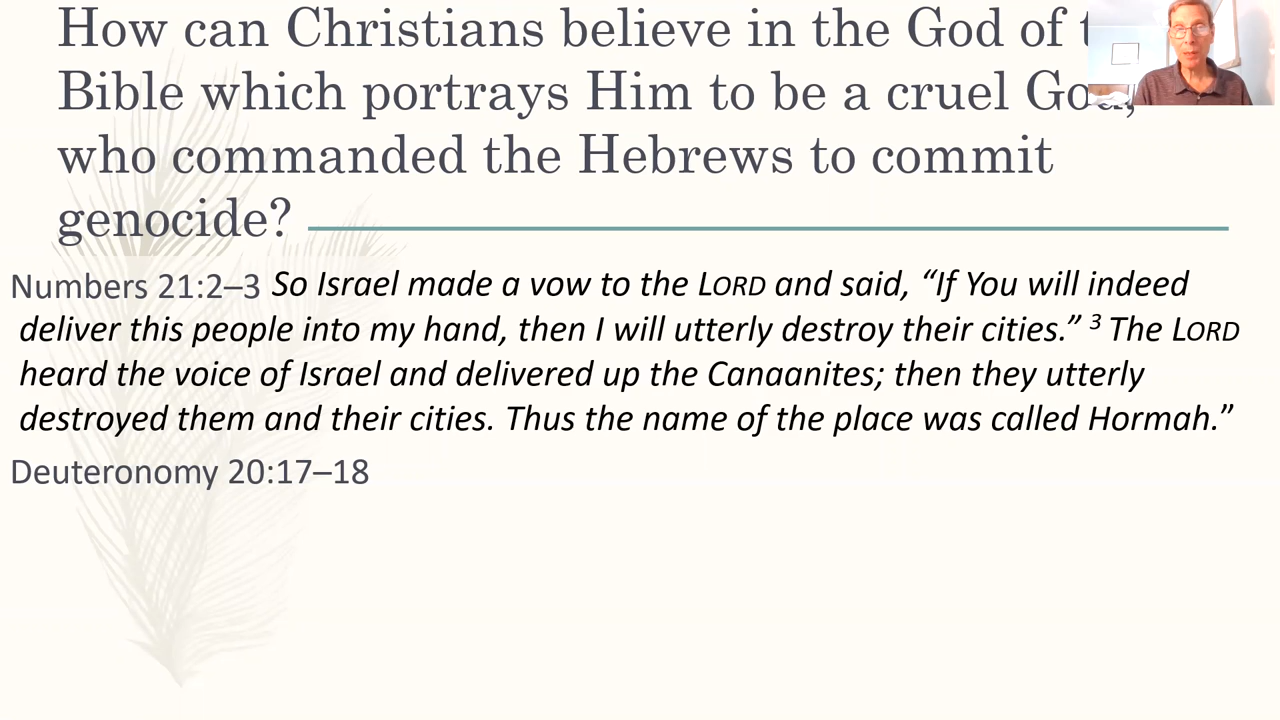 How can Christians believe in the God of
Bible which portrays Him to be a cruel God,
who commanded the Hebrews to commit
genocide?
Numbers 21:2–3 So Israel made a vow to the LORD and said, “If You will indeed
deliver this people into my hand, then I will utterly destroy their cities.” ³ The LORD
heard the voice of Israel and delivered up the Canaanites; then they utterly
destroyed them and their cities. Thus the name of the place was called Hormah.”
Deuteronomy 20:17–18